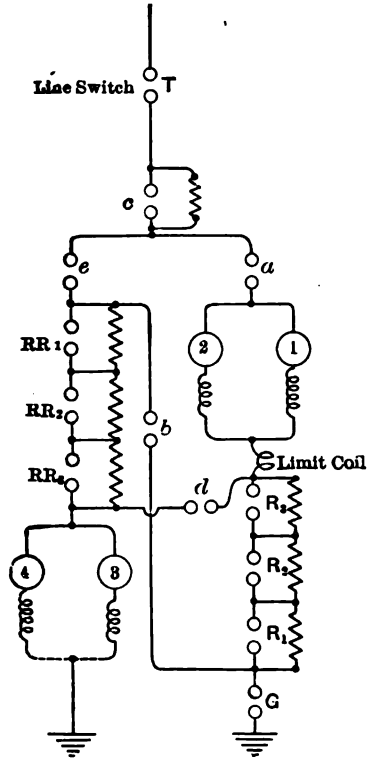 Line Switch T
c
e
a
RR1
2
1
RR2
b
Limit Coil
RR3
d
R3
4
3
R2
R1
G